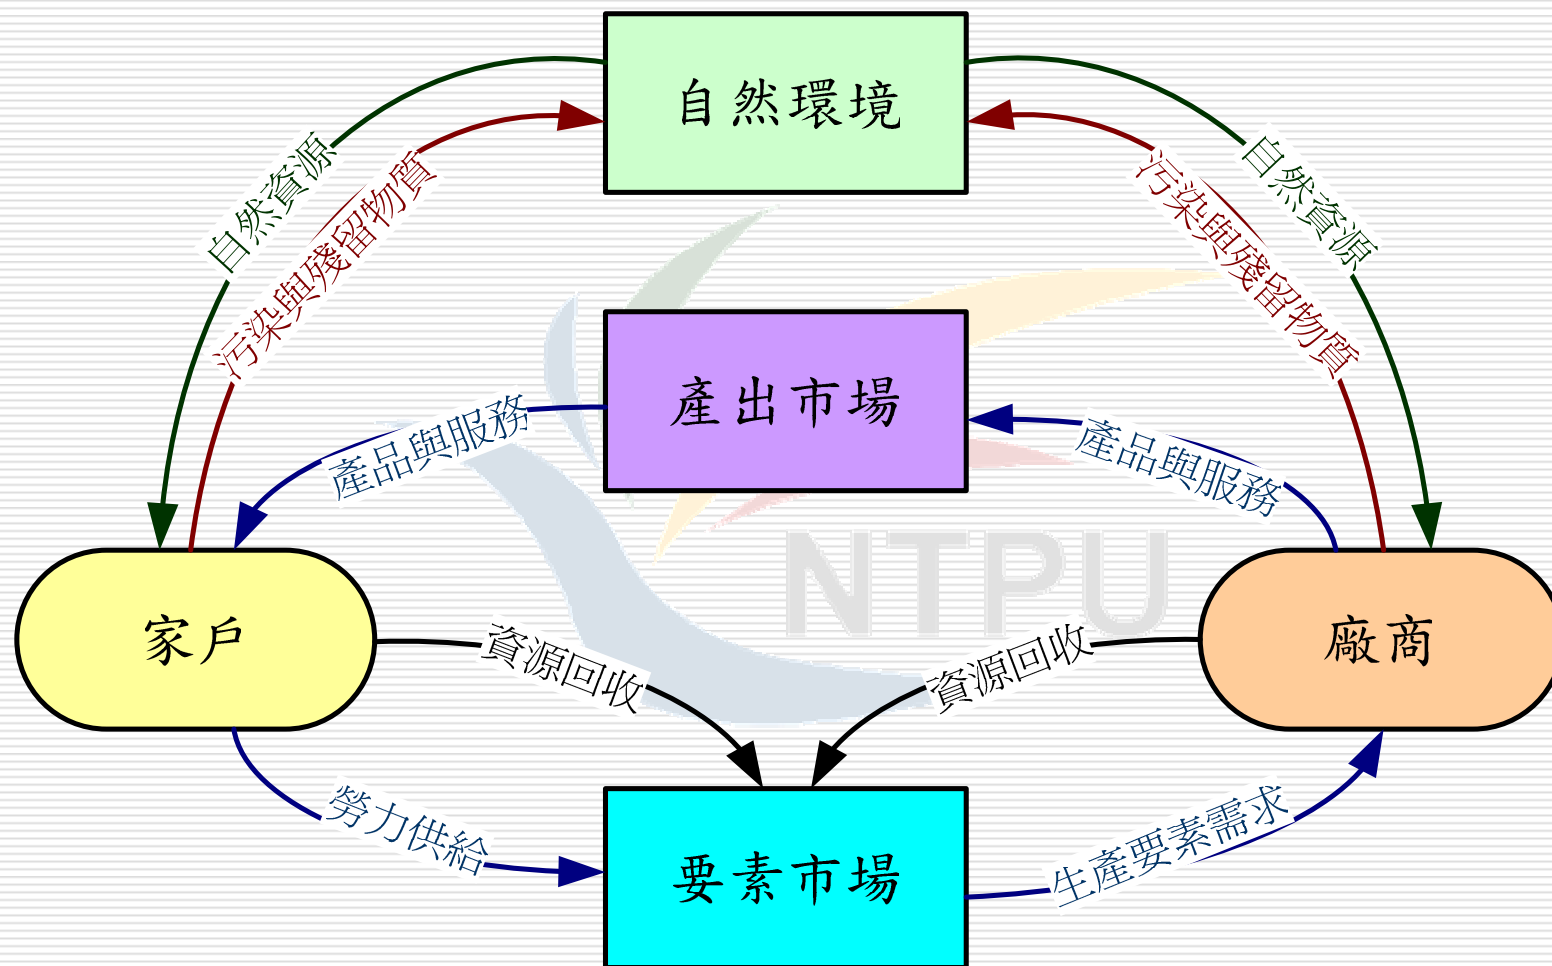 自然環境
自然資源
污染與殘留物質
污染與殘留物質
自然資源
產出市場
產品與服務
產品與服務
NTPU
家戶
廠商
資源回收
資源回收
勞力供給
生產要素需求
要素市場